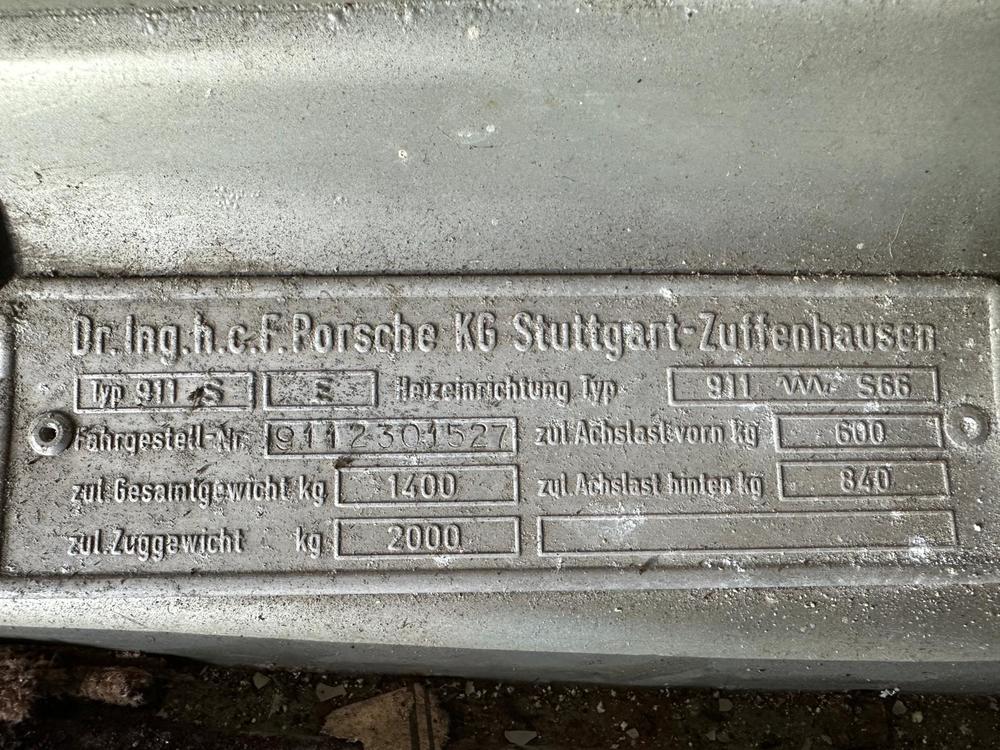 Dr. Ing. h. c. F. Porsche KG Stuttgart-Zuffenhausen
Typ 911 S E Heizeinrichtung Typ 911 S66
Fahrgestell-Nr. 9112301527 zul. Achslast vorn kg 600
zul. Gesamtgewicht kg 1400 zul. Achslast hinten kg 840
zul. Zuggewicht kg 2000